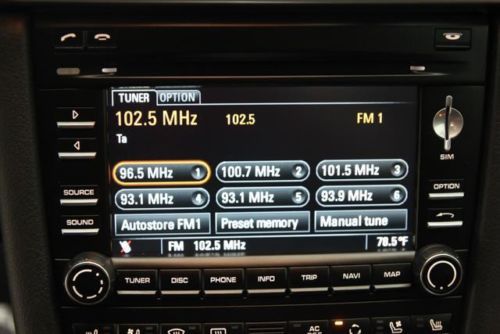 TUNER OPTION
102.5 MHz 102.5 FM 1
Ta
96.5 MHz 1 100.7 MHz 2 101.5 MHz 3
93.1 MHz 4 93.1 MHz 5 93.9 MHz 6
Autostore FM1 Preset memory Manual tune
FM 102.5 MHz 70.5°F
SIM
SOURCE
OPTION
SOUND
TUNER DISC PHONE INFO TRIP NAVI MAP
AC